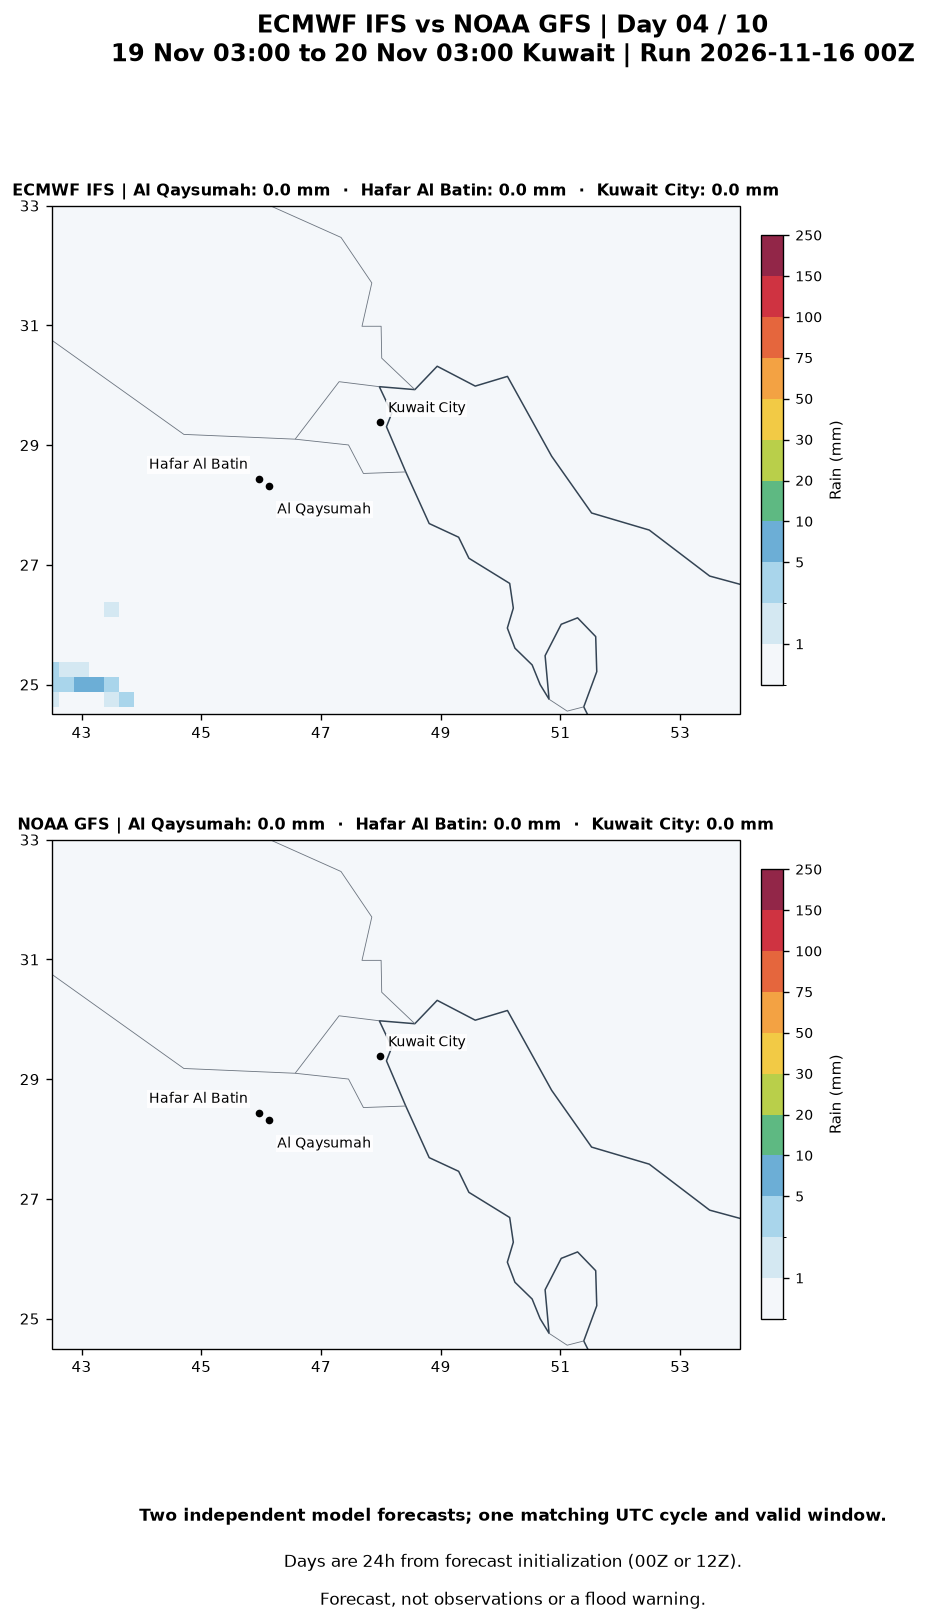 ECMWF IFS vs NOAA GFS | Day 04 / 10
19 Nov 03:00 to 20 Nov 03:00 Kuwait | Run 2026-11-16 00Z
ECMWF IFS | Al Qaysumah: 0.0 mm · Hafar Al Batin: 0.0 mm · Kuwait City: 0.0 mm
33
31
29
27
25
43 45 47 49 51 53
Kuwait City
Hafar Al Batin
Al Qaysumah
250
150
100
75
50
30
20
10
5
1
Rain (mm)
NOAA GFS | Al Qaysumah: 0.0 mm · Hafar Al Batin: 0.0 mm · Kuwait City: 0.0 mm
33
31
29
27
25
43 45 47 49 51 53
Kuwait City
Hafar Al Batin
Al Qaysumah
250
150
100
75
50
30
20
10
5
1
Rain (mm)
Two independent model forecasts; one matching UTC cycle and valid window.
Days are 24h from forecast initialization (00Z or 12Z).
Forecast, not observations or a flood warning.